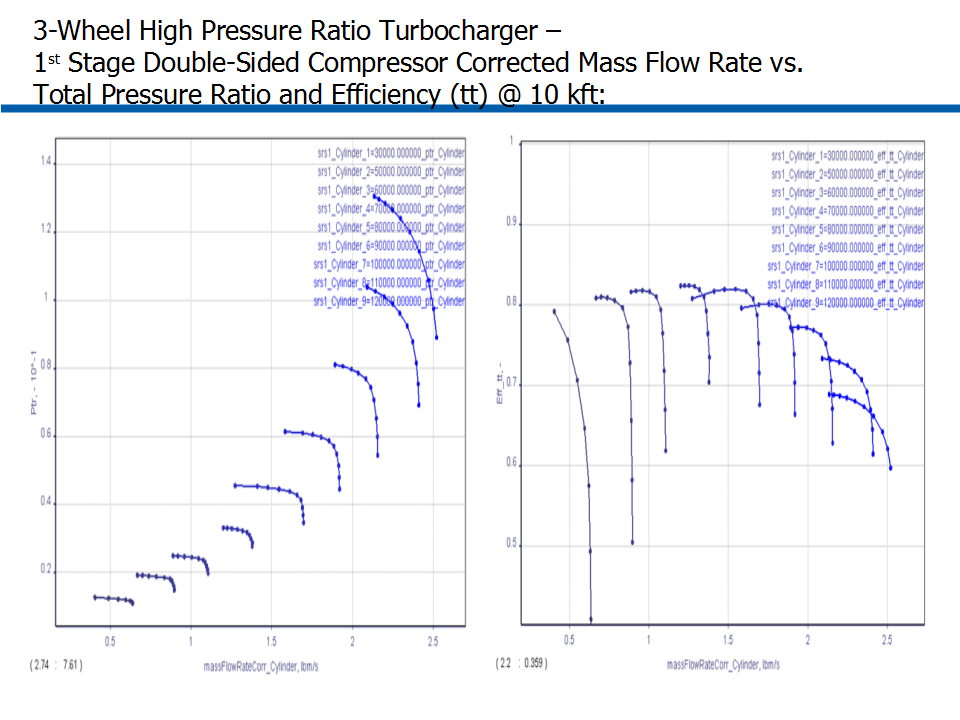 3-Wheel High Pressure Ratio Turbocharger –
1st Stage Double-Sided Compressor Corrected Mass Flow Rate vs.
Total Pressure Ratio and Efficiency (tt) @ 10 kft:
srs1_Cylinder_1=30000.000000_ptr_Cylinder
srs1_Cylinder_2=50000.000000_ptr_Cylinder
srs1_Cylinder_3=60000.000000_ptr_Cylinder
srs1_Cylinder_4=70000.000000_ptr_Cylinder
srs1_Cylinder_5=80000.000000_ptr_Cylinder
srs1_Cylinder_6=90000.000000_ptr_Cylinder
srs1_Cylinder_7=100000.000000_ptr_Cylinder
srs1_Cylinder_8=110000.000000_ptr_Cylinder
srs1_Cylinder_9=120000.000000_ptr_Cylinder
1.4
1.2
1
0.8
0.6
0.4
0.2
Ptr, - 10^-1
0.5 1 1.5 2 2.5
(2.74 : 7.61)
massFlowRateCorr_Cylinder, lbm/s
srs1_Cylinder_1=30000.000000_eff_tt_Cylinder
srs1_Cylinder_2=50000.000000_eff_tt_Cylinder
srs1_Cylinder_3=60000.000000_eff_tt_Cylinder
srs1_Cylinder_4=70000.000000_eff_tt_Cylinder
srs1_Cylinder_5=80000.000000_eff_tt_Cylinder
srs1_Cylinder_6=90000.000000_eff_tt_Cylinder
srs1_Cylinder_7=100000.000000_eff_tt_Cylinder
srs1_Cylinder_8=110000.000000_eff_tt_Cylinder
srs1_Cylinder_9=120000.000000_eff_tt_Cylinder
1
0.9
0.8
0.7
0.6
0.5
Eff_tt, -
0.5 1 1.5 2 2.5
(2.2 : 0.359)
massFlowRateCorr_Cylinder, lbm/s